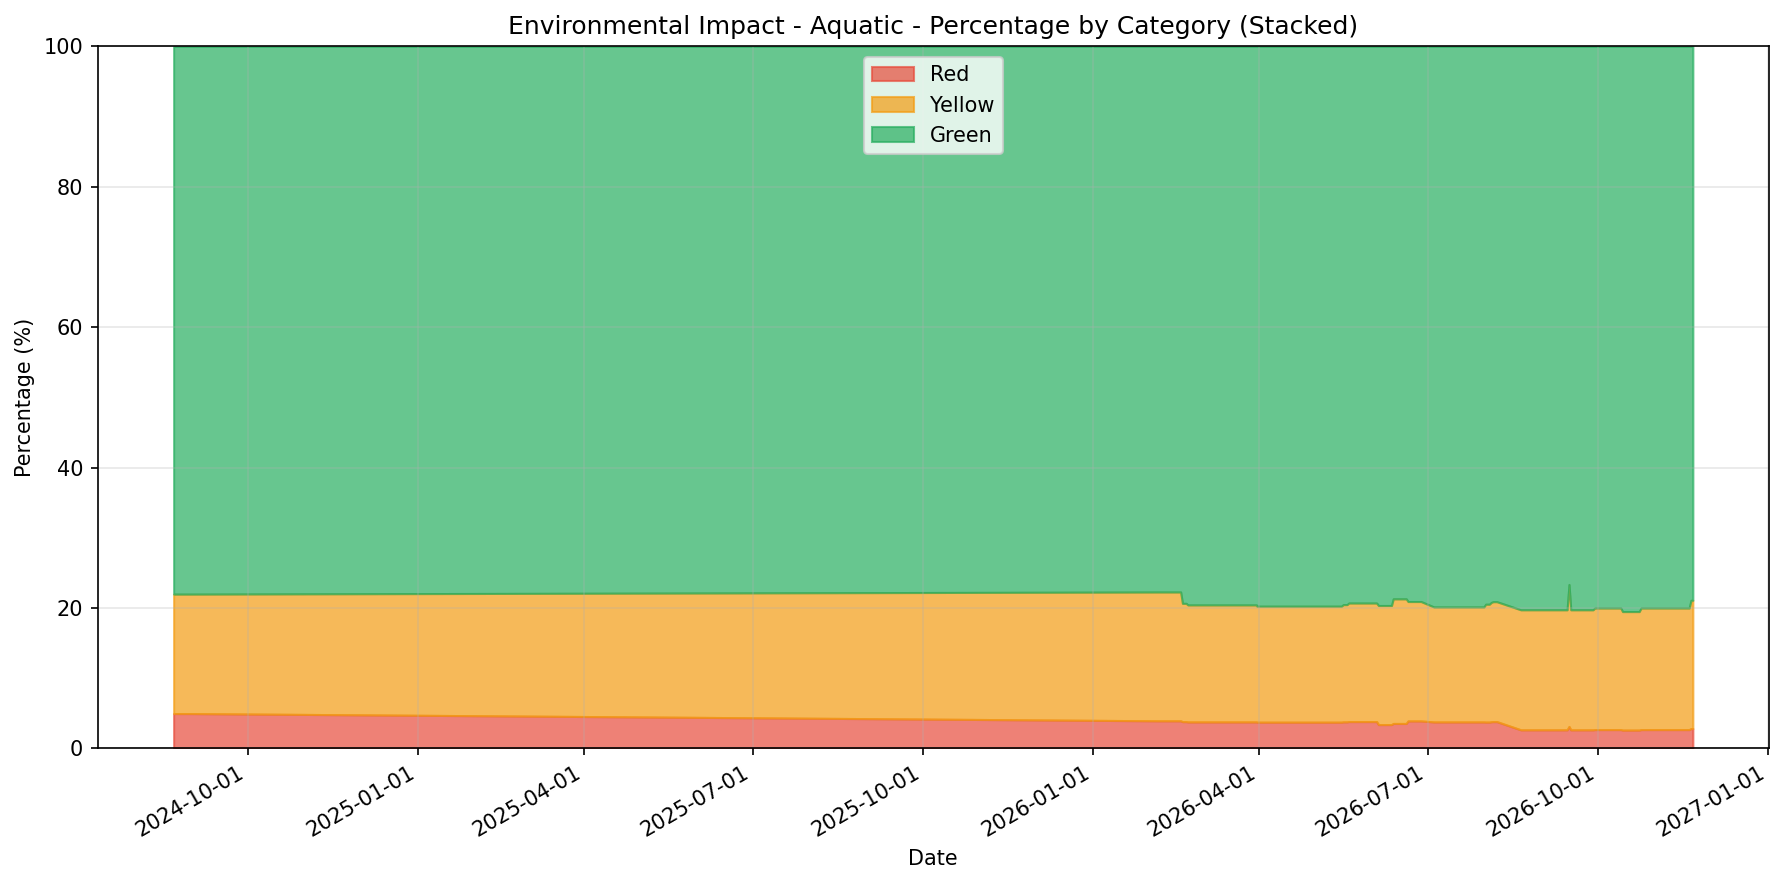 Environmental Impact - Aquatic - Percentage by Category (Stacked)
Red
Yellow
Green
Percentage (%)
100
80
60
40
20
0
2024-10-01
2025-01-01
2025-04-01
2025-07-01
2025-10-01
2026-01-01
2026-04-01
2026-07-01
2026-10-01
2027-01-01
Date